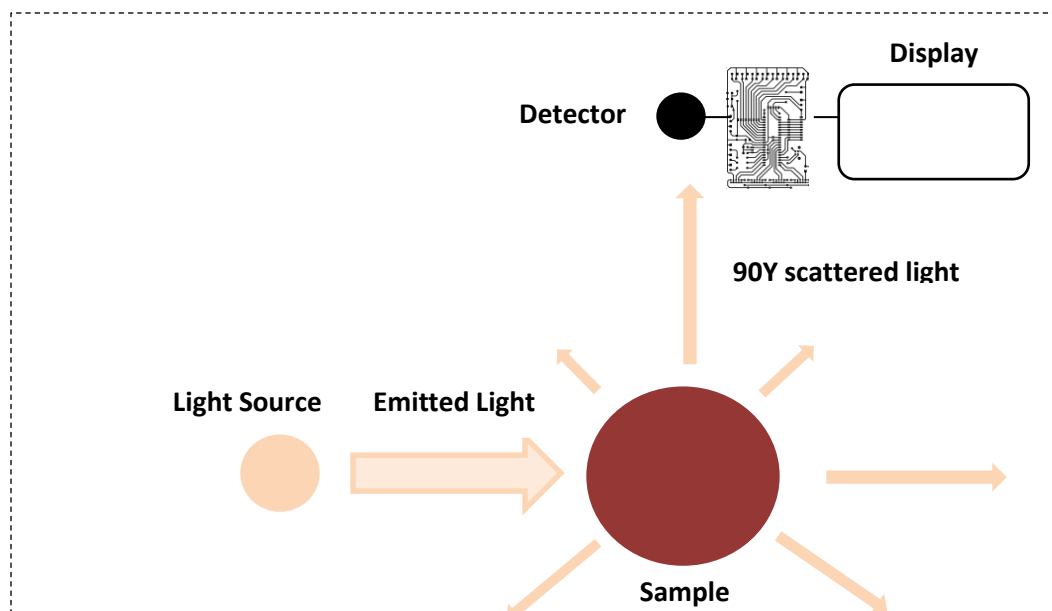 Display
Detector
90Y scattered light
Light Source
Emitted Light
Sample